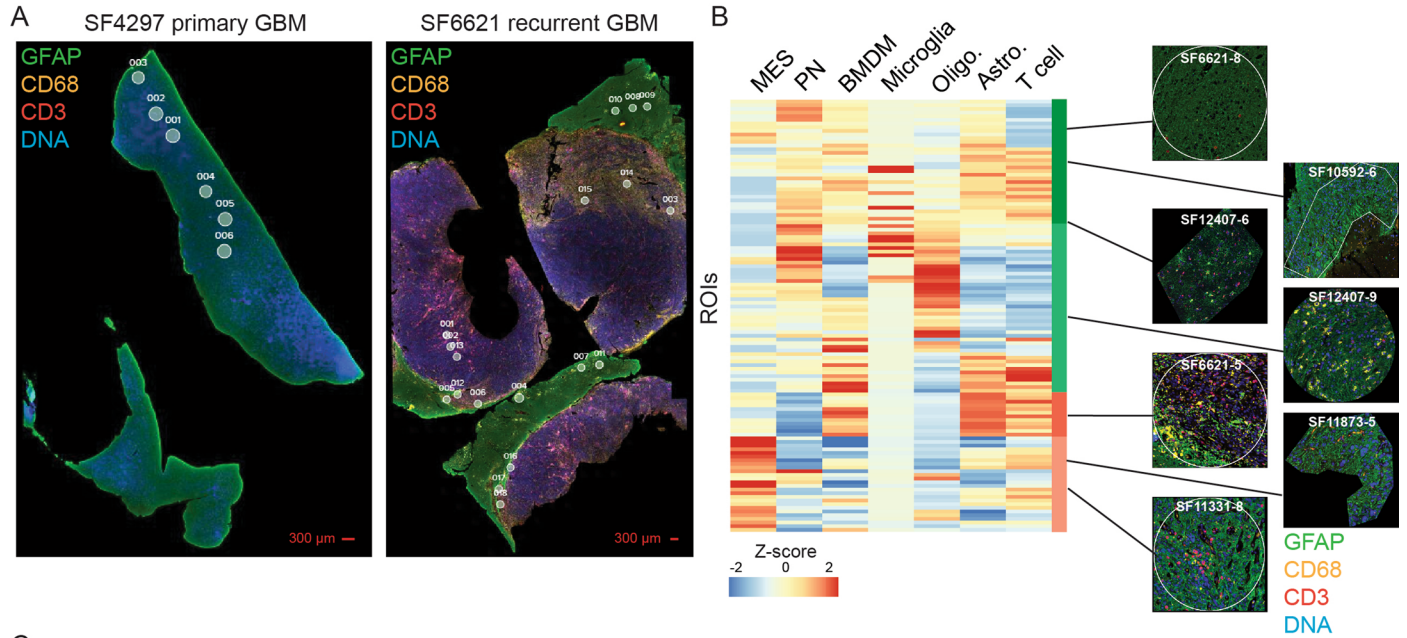 A
SF4297 primary GBM
GFAP
CD68
CD3
DNA
003
002
001
004
005
006
300 µm
SF6621 recurrent GBM
GFAP
CD68
CD3
DNA
010
008
009
014
015
003
001
002
013
007
011
012
005
006
004
016
017
018
300 µm
B
MES
PN
BMDM
Microglia
Oligo.
Astro.
T cell
ROIs
Z-score
-2
0
2
SF6621-8
SF10592-6
SF12407-6
SF12407-9
SF6621-5
SF11873-5
SF11331-8
GFAP
CD68
CD3
DNA